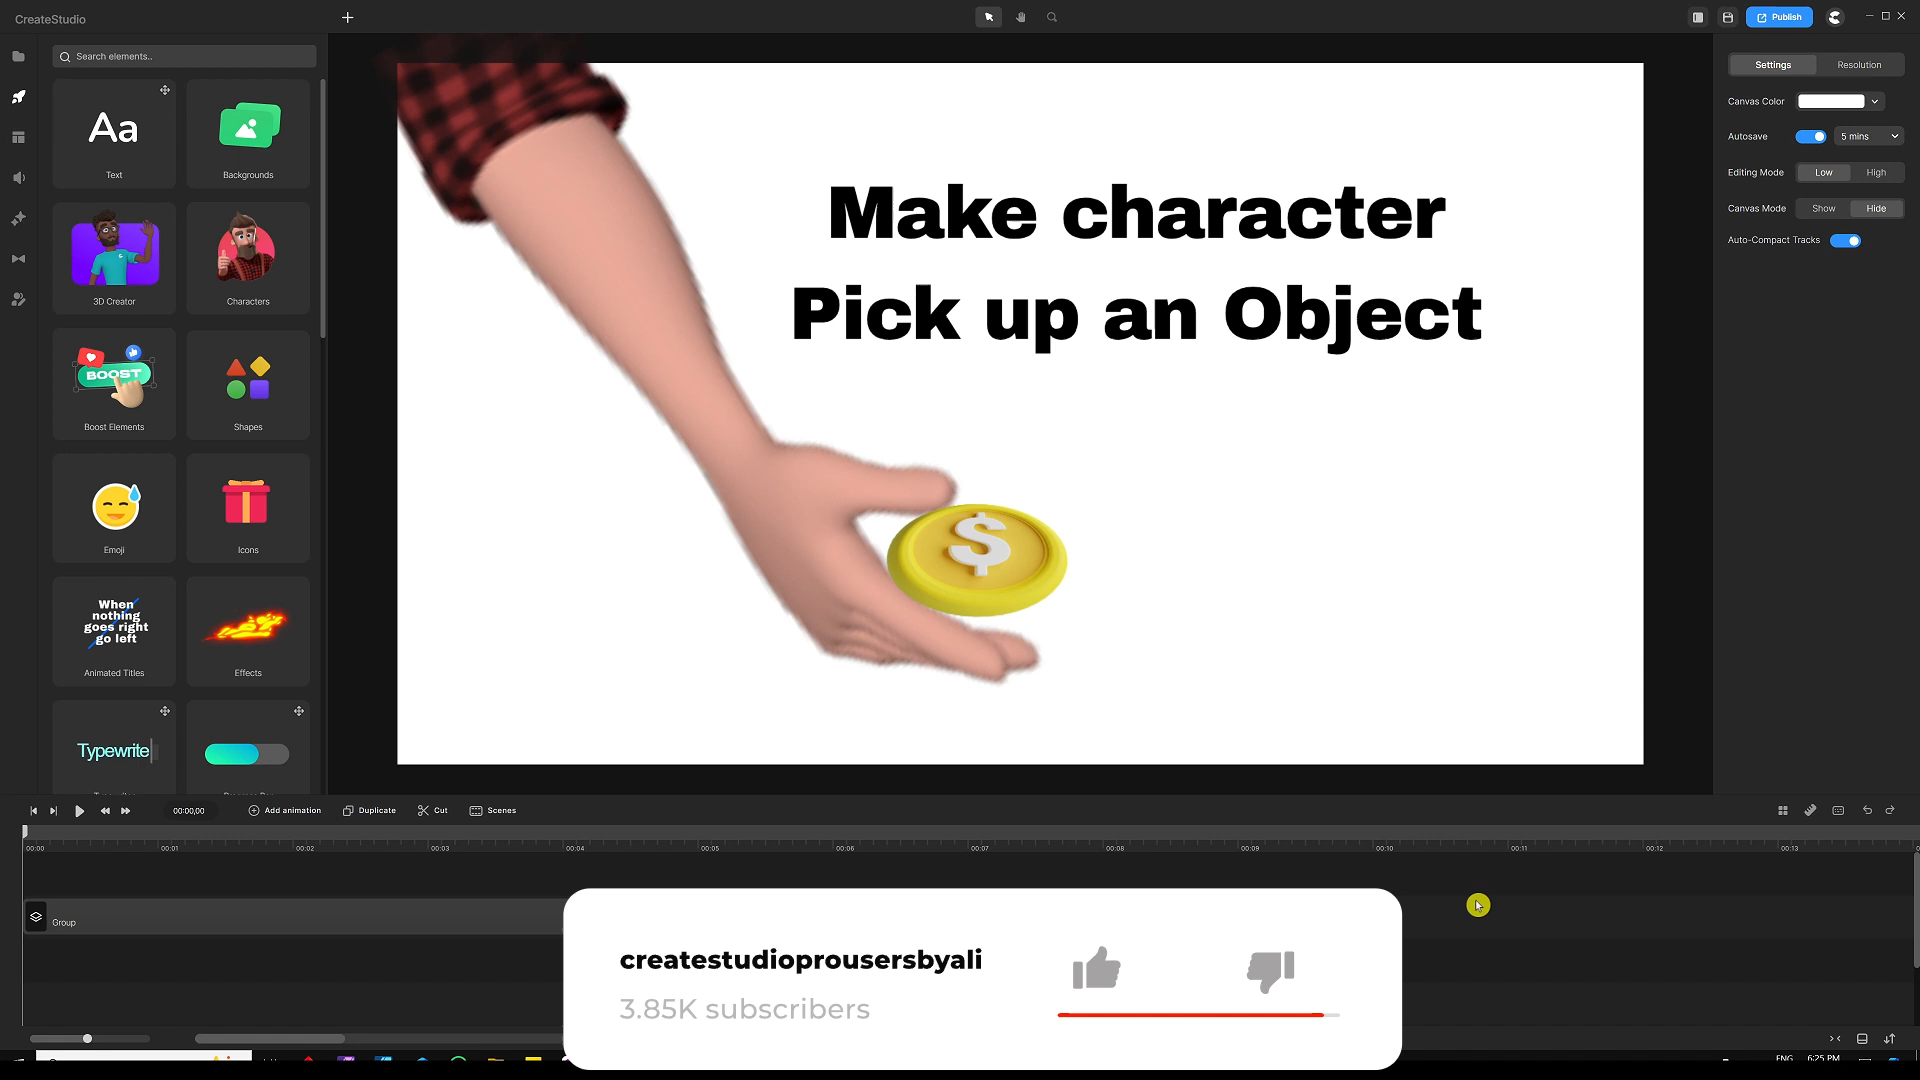 CreateStudio
Publish
Search elements..
Settings
Resolution
Aa
Text
Backgrounds
Canvas Color
Autosave
5 mins
Editing Mode
Low
High
Canvas Mode
Show
Hide
Auto-Compact Tracks
Make character
Pick up an Object
3D Creator
Characters
BOOST
Boost Elements
Shapes
$
Emoji
Icons
When
nothing
goes right
go left
Animated Titles
Effects
Typewrite
00:00,00
Add animation
Duplicate
Cut
Scenes
00:00
00:01
00:02
00:03
00:04
00:05
00:06
00:07
00:08
00:09
00:10
00:11
00:12
00:13
Group
createstudioprousersbyali
3.85K subscribers
ENG
6:25 PM